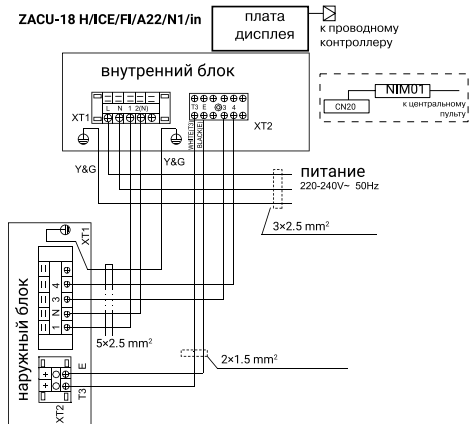 ZACU-18 H/ICE/FI/A22/N1/in
плата
дисплея
к проводному
контроллеру
внутренний блок
NIM01
CN20
к центральному
пульту
XT1
L N 1 2(N)
T3 E 3 4
XT2
WHITE(T3)
BLACK(E)
Y&G
Y&G
питание
220-240V~ 50Hz
3×2.5 mm²
наружный блок
XT1
4
3
N
1
5×2.5 mm²
2×1.5 mm²
E
T3
XT2